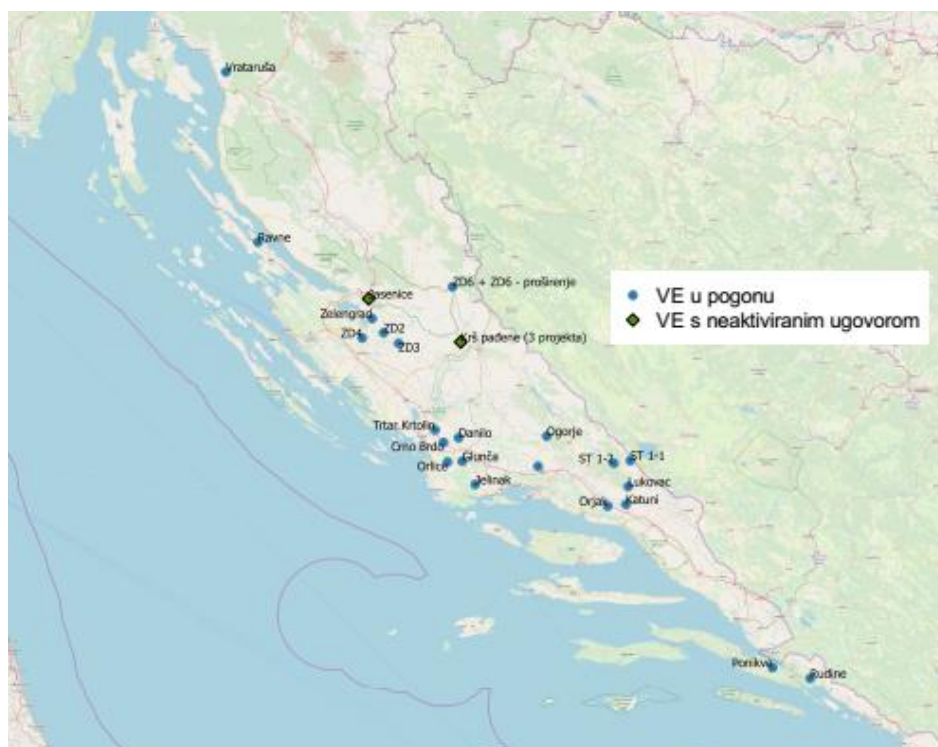 Vrataruša
Ravne
ZD6 + ZD6 - proširenje
VE u pogonu
VE s neaktiviranim ugovorom
Zelengrad
ZD2
ZD4
ZD3
Krš pađene (3 projekta)
Trtar Krtolin
Danilo
Ogorje
Crno Brdo
Glunča
ST 1-2
ST 1-1
Orlice
Jelinak
Lukovac
Orjak
Katuni
Ponikve
Rudine